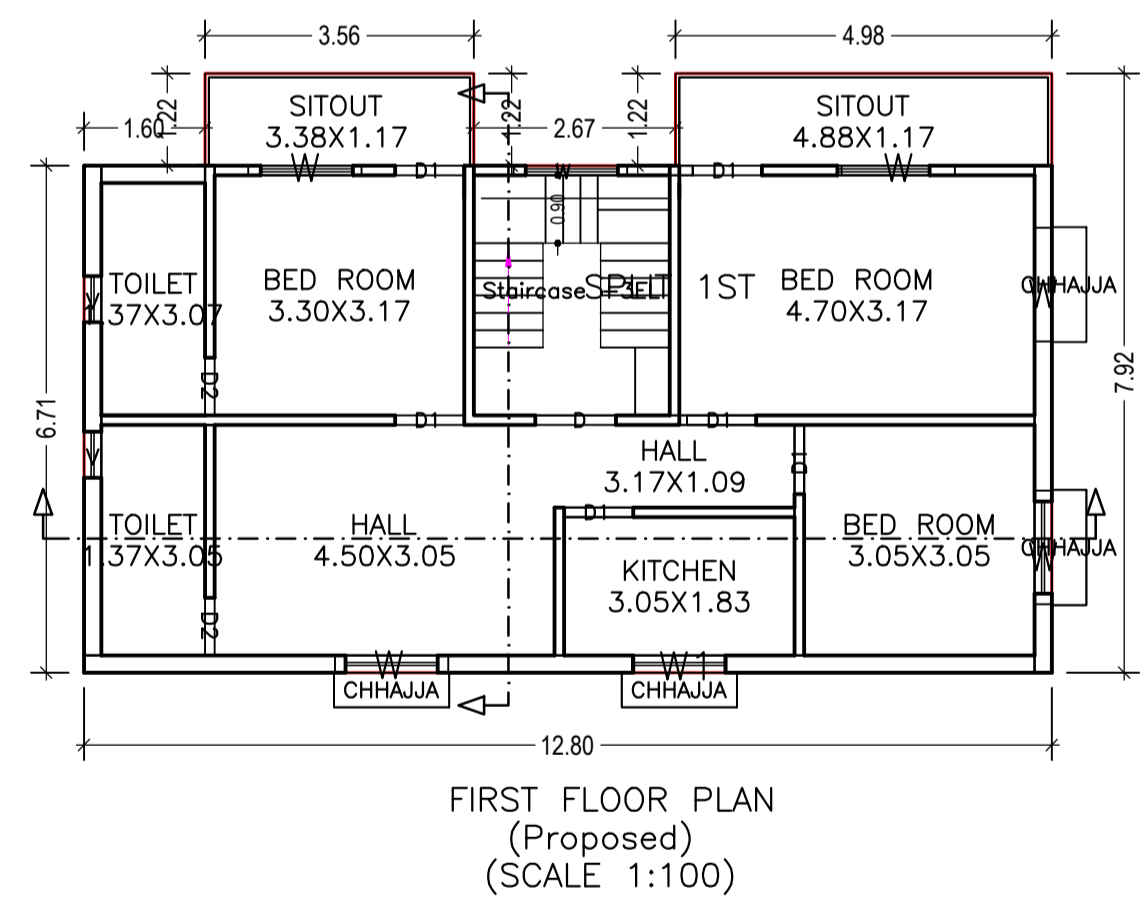 3.56
4.98
1.22
1.22
1.22
SITOUT
3.38X1.17
SITOUT
4.88X1.17
1.60
2.67
W
D1
W
D1
W
0.90
TOILET
1.37X3.07
BED ROOM
3.30X3.17
SPLIT 1ST
BED ROOM
4.70X3.17
CHHAJJA
W
D2
7.92
6.71
D1
D
D1
HALL
3.17X1.09
D1
D1
TOILET
1.37X3.05
HALL
4.50X3.05
BED ROOM
3.05X3.05
CHHAJJA
W
KITCHEN
3.05X1.83
D2
W
W1
CHHAJJA
CHHAJJA
12.80
FIRST FLOOR PLAN
(Proposed)
(SCALE 1:100)